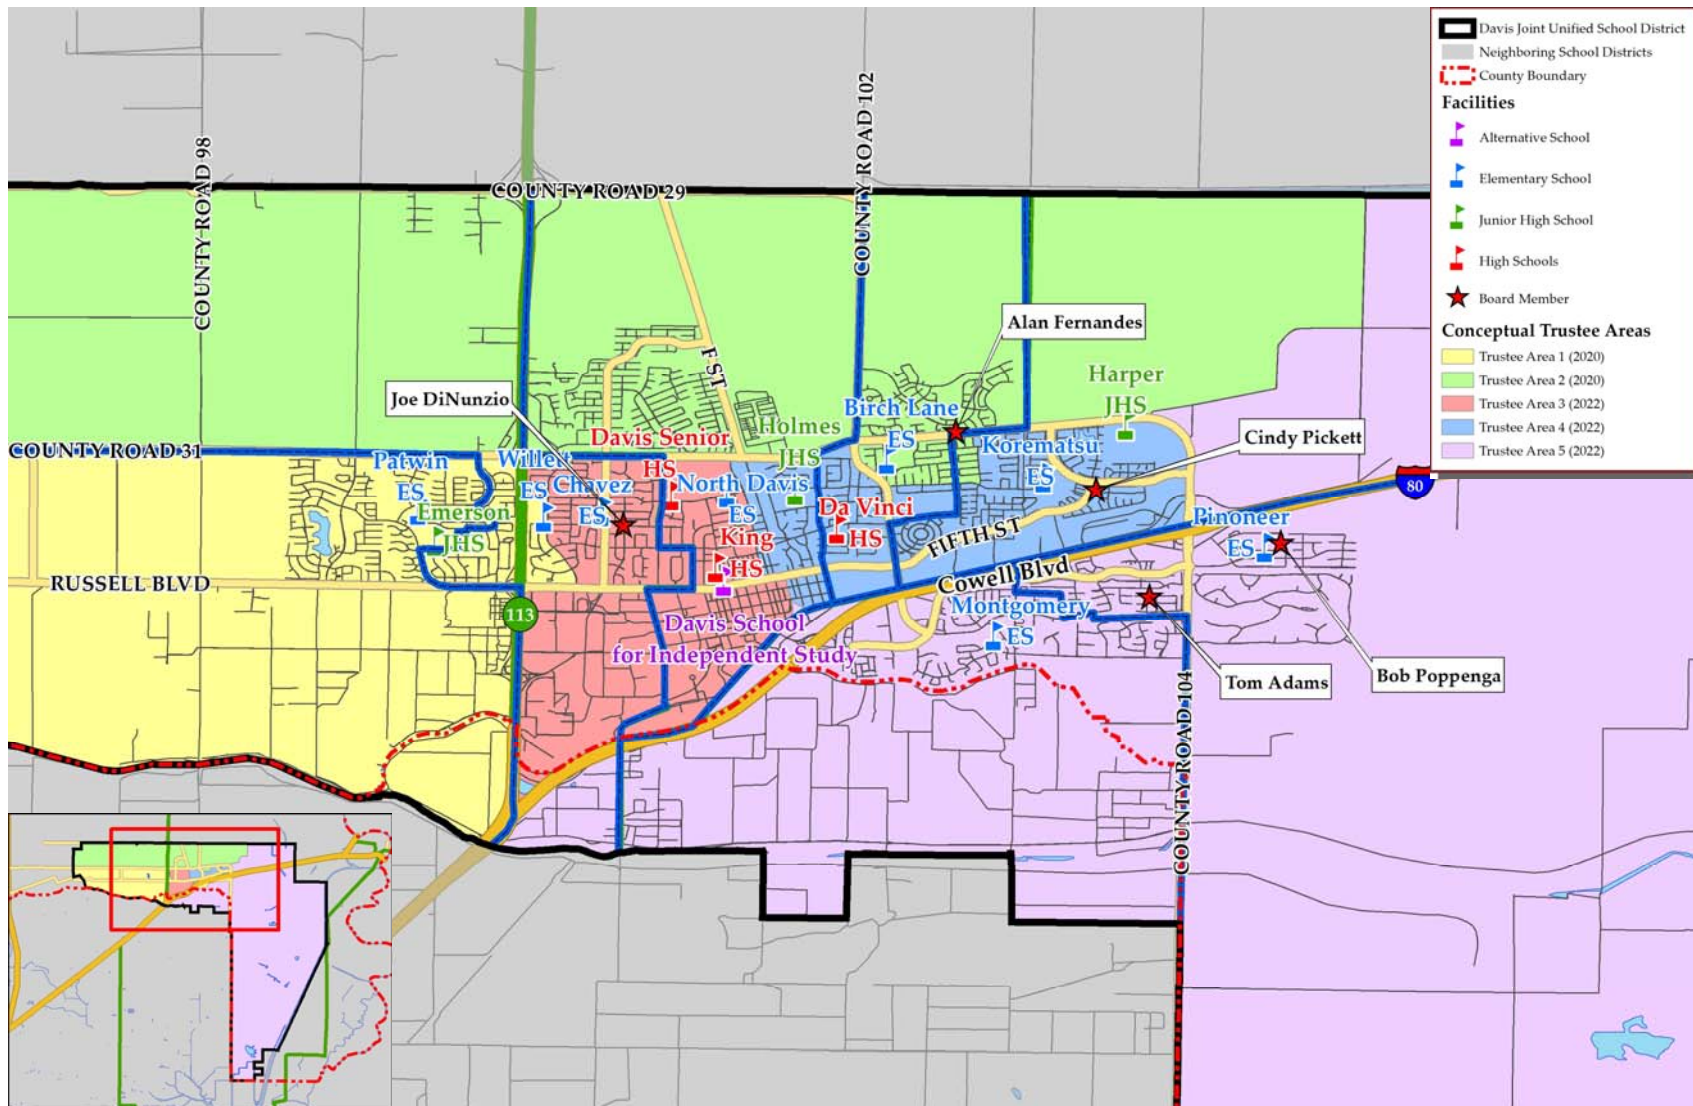 Davis Joint Unified School District
Neighboring School Districts
County Boundary
Facilities
Alternative School
Elementary School
Junior High School
High Schools
Board Member
Conceptual Trustee Areas
Trustee Area 1 (2020)
Trustee Area 2 (2020)
Trustee Area 3 (2022)
Trustee Area 4 (2022)
Trustee Area 5 (2022)
COUNTY ROAD 98
COUNTY ROAD 29
COUNTY ROAD 102
Alan Fernandes
F ST
Joe DiNunzio
Harper
JHS
Birch Lane
ES
Holmes
JHS
Cindy Pickett
Davis Senior
HS
Korematsu
ES
COUNTY ROAD 31
Patwin
ES
Willett
ES
Chavez
ES
North Davis
ES
80
Emerson
JHS
Da Vinci
HS
Pinoneer
ES
King
HS
FIFTH ST
RUSSELL BLVD
Cowell Blvd
113
Montgomery
ES
Davis School
for Independent Study
Tom Adams
Bob Poppenga
COUNTY ROAD 104